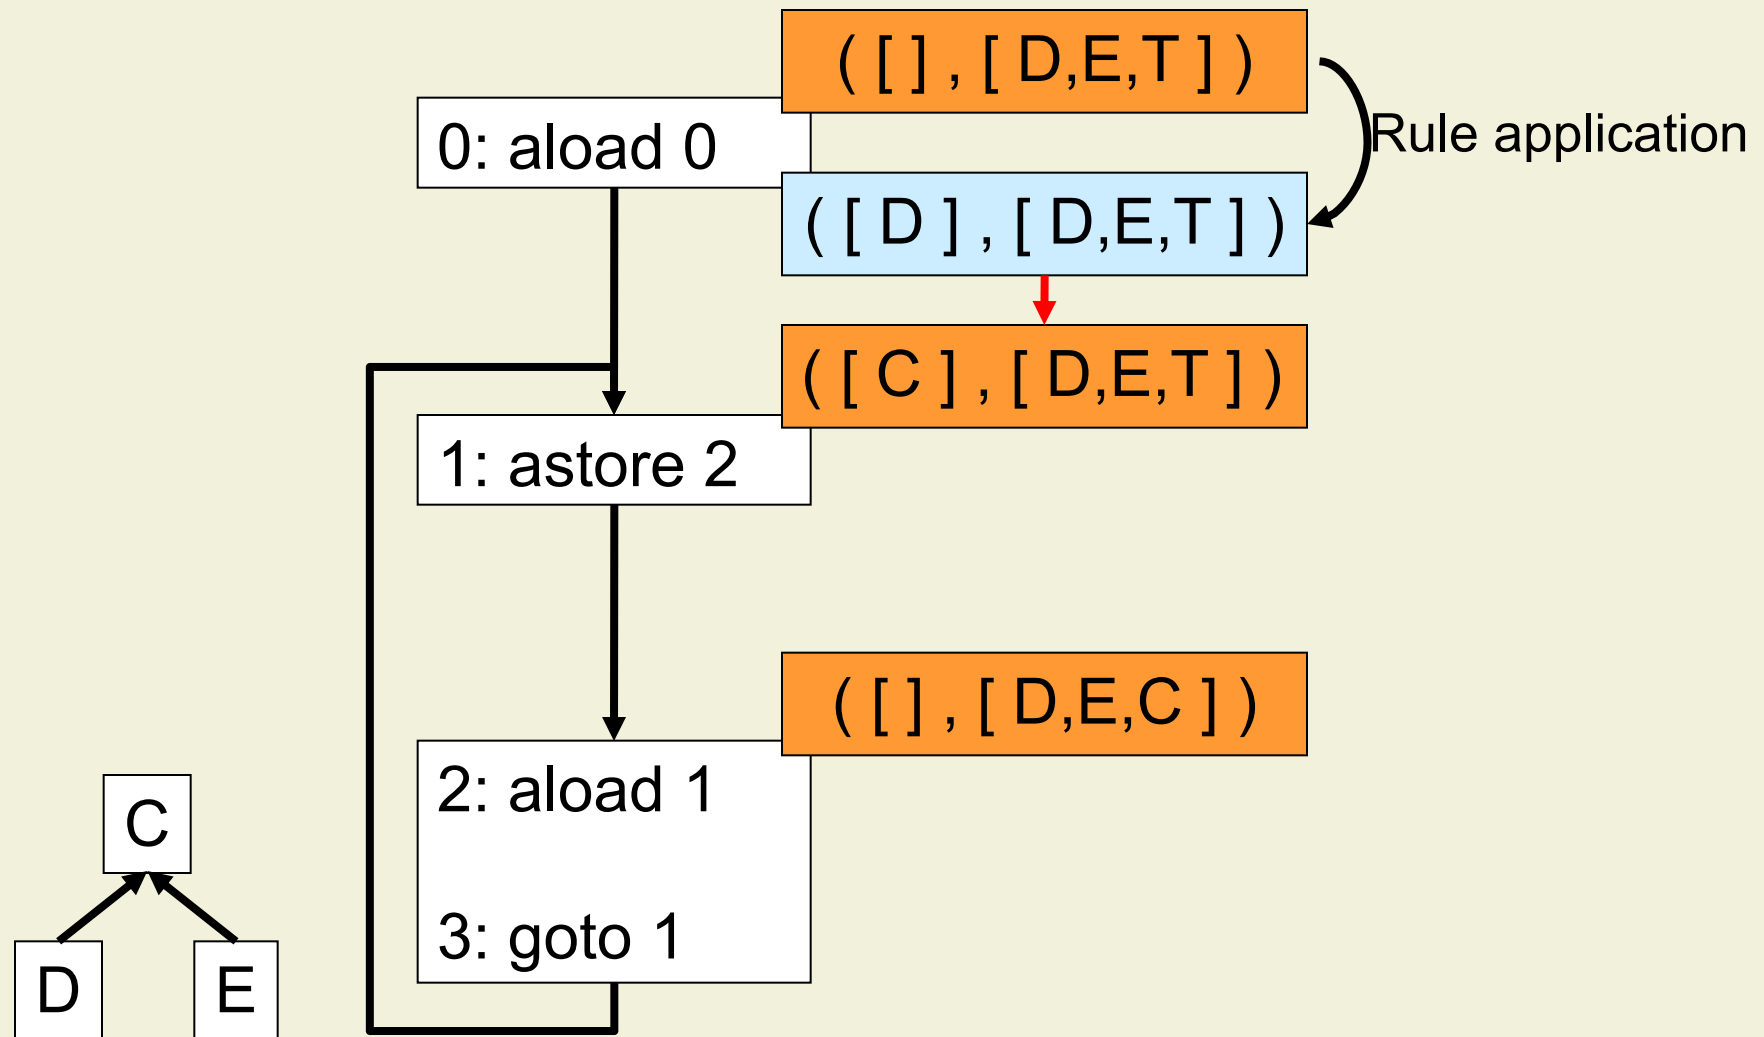 ( [ ] , [ D,E,T ] )
0: aload 0
Rule application
( [ D ] , [ D,E,T ] )
( [ C ] , [ D,E,T ] )
1: astore 2
( [ ] , [ D,E,C ] )
2: aload 1
3: goto 1
C
D
E